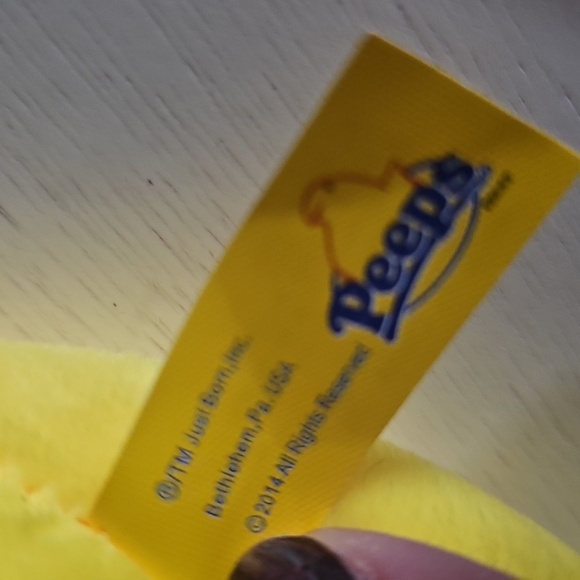 Peeps
®/TM Just Born, Inc.
Bethlehem, Pa. USA
©2014 All Rights Reserved